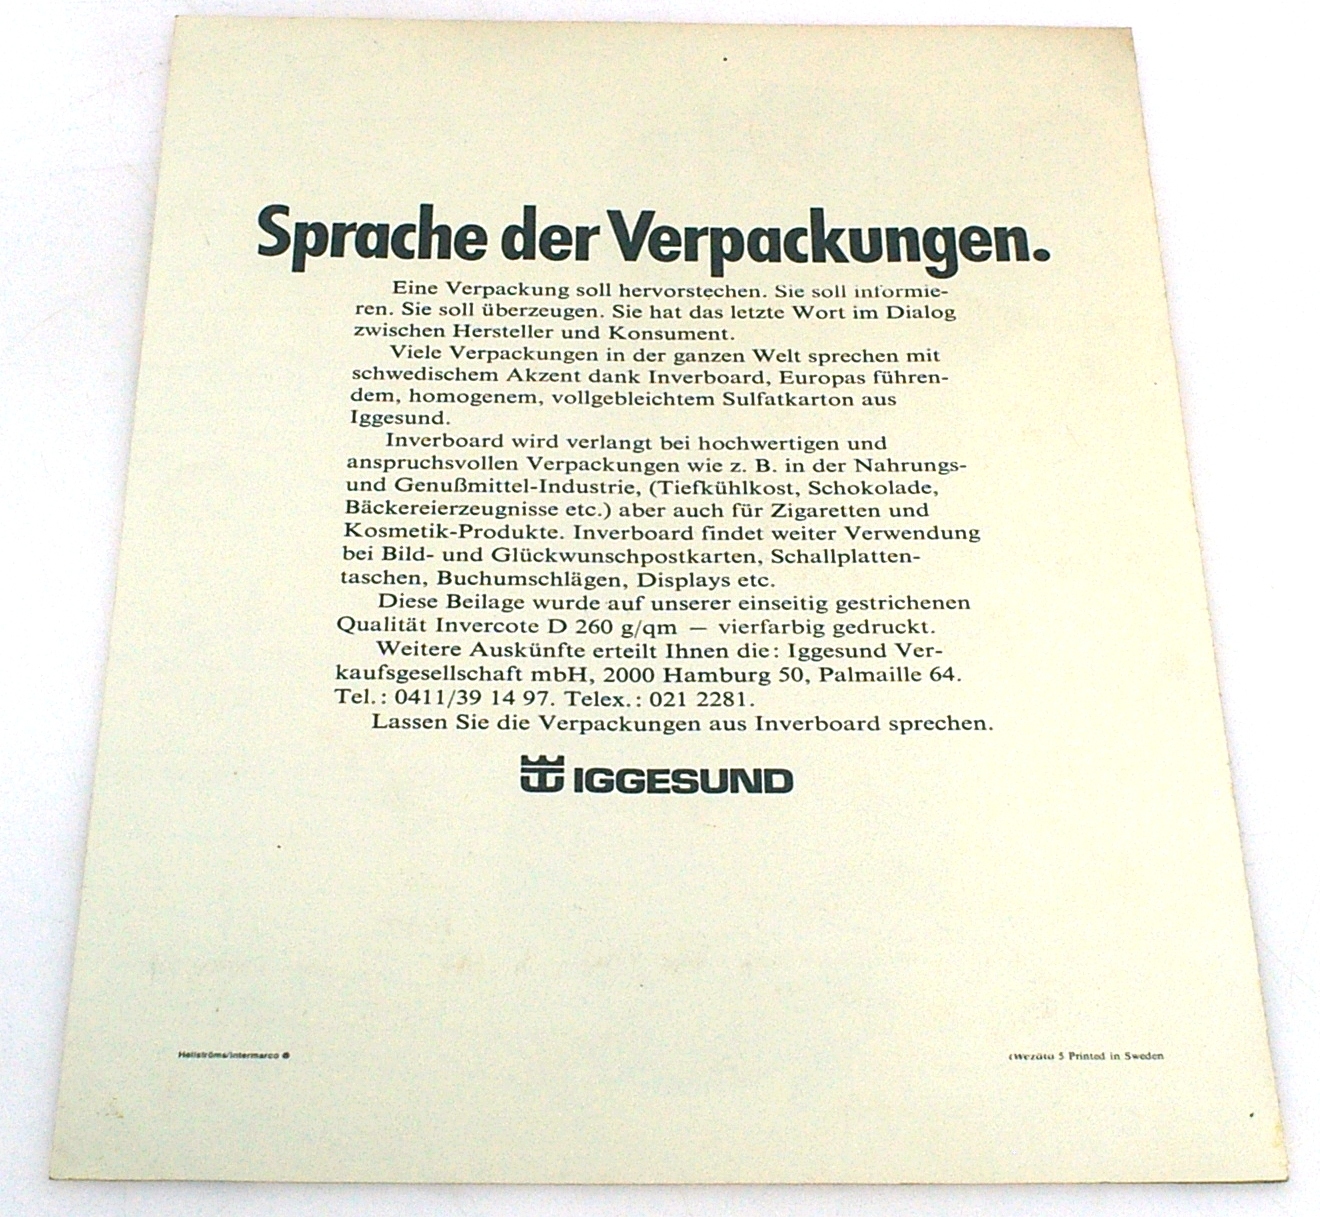 Sprache der Verpackungen.
Eine Verpackung soll hervorstechen. Sie soll informie-
ren. Sie soll überzeugen. Sie hat das letzte Wort im Dialog
zwischen Hersteller und Konsument.
Viele Verpackungen in der ganzen Welt sprechen mit
schwedischem Akzent dank Inverboard, Europas führen-
dem, homogenem, vollgebleichtem Sulfatkarton aus
Iggesund.
Inverboard wird verlangt bei hochwertigen und
anspruchsvollen Verpackungen wie z. B. in der Nahrungs-
und Genußmittel-Industrie, (Tiefkühlkost, Schokolade,
Bäckereierzeugnisse etc.) aber auch für Zigaretten und
Kosmetik-Produkte. Inverboard findet weiter Verwendung
bei Bild- und Glückwunschpostkarten, Schallplatten-
taschen, Buchumschlägen, Displays etc.
Diese Beilage wurde auf unserer einseitig gestrichenen
Qualität Invercote D 260 g/qm — vierfarbig gedruckt.
Weitere Auskünfte erteilt Ihnen die: Iggesund Ver-
kaufsgesellschaft mbH, 2000 Hamburg 50, Palmaille 64.
Tel.: 0411/39 14 97. Telex.: 021 2281.
Lassen Sie die Verpackungen aus Inverboard sprechen.
IGGESUND
Hellströms/Intermarco
5 Printed in Sweden